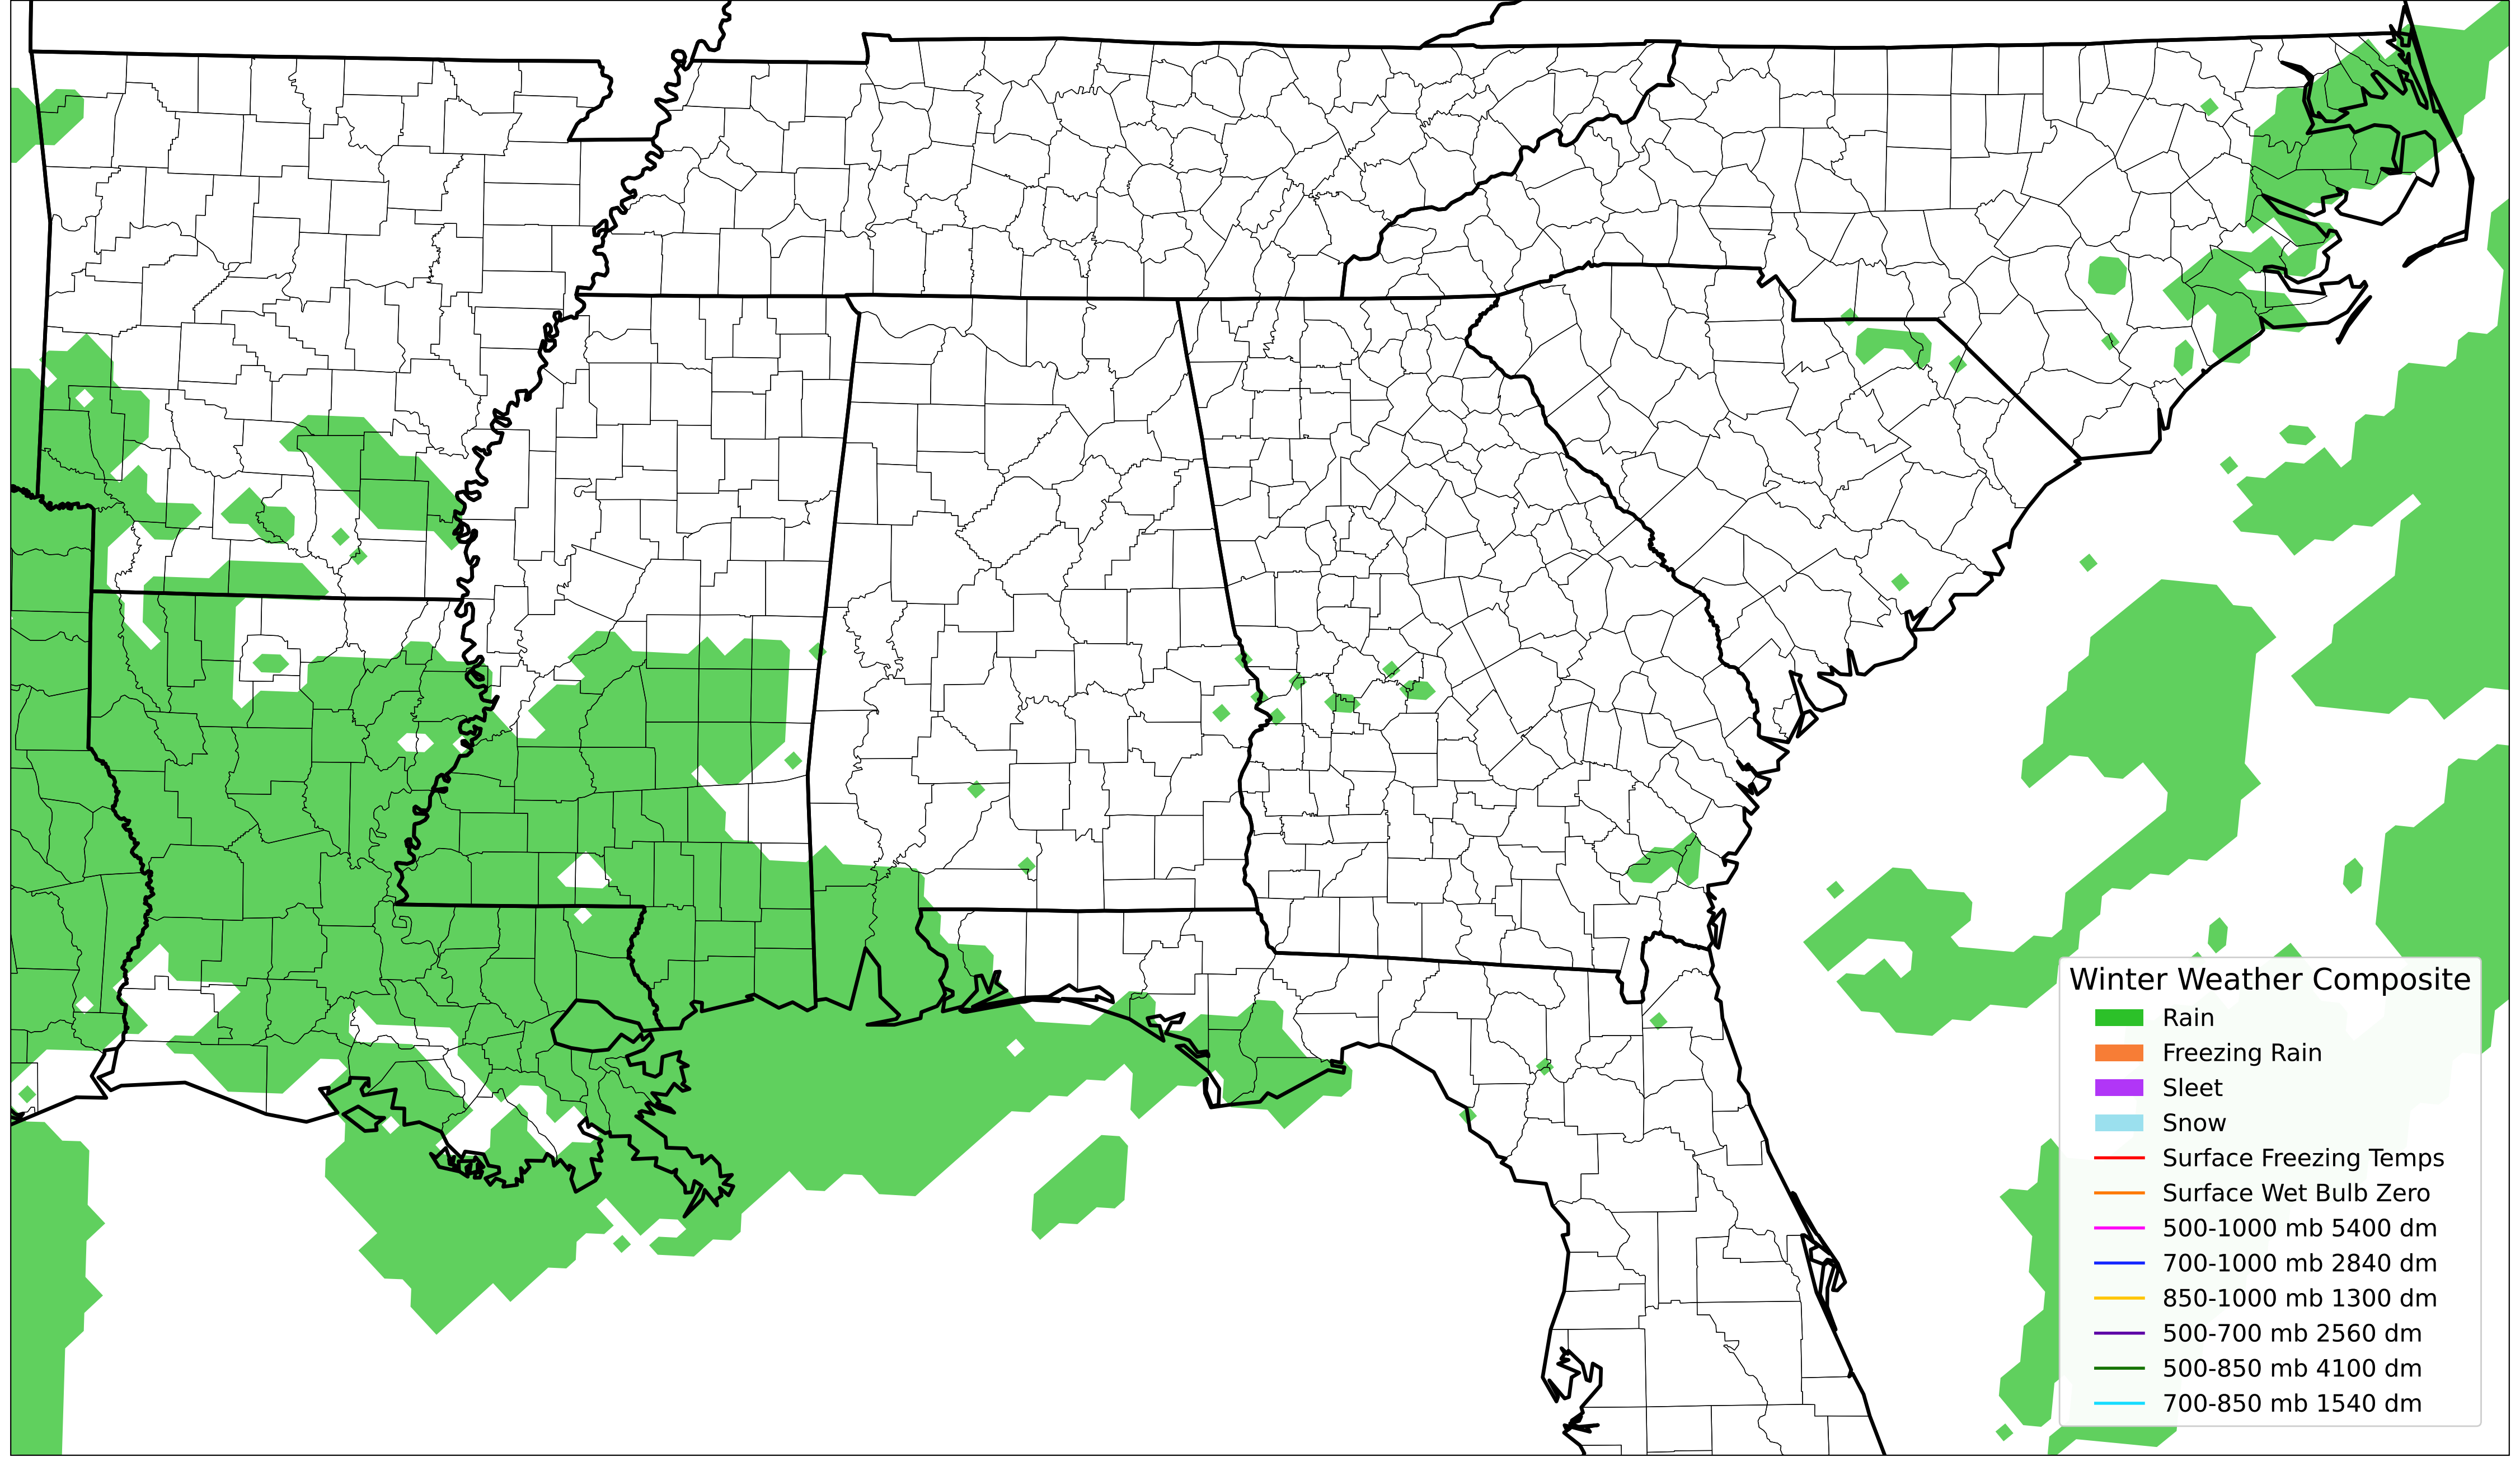 Winter Weather Composite
Rain
Freezing Rain
Sleet
Snow
Surface Freezing Temps
Surface Wet Bulb Zero
500-1000 mb 5400 dm
700-1000 mb 2840 dm
850-1000 mb 1300 dm
500-700 mb 2560 dm
500-850 mb 4100 dm
700-850 mb 1540 dm